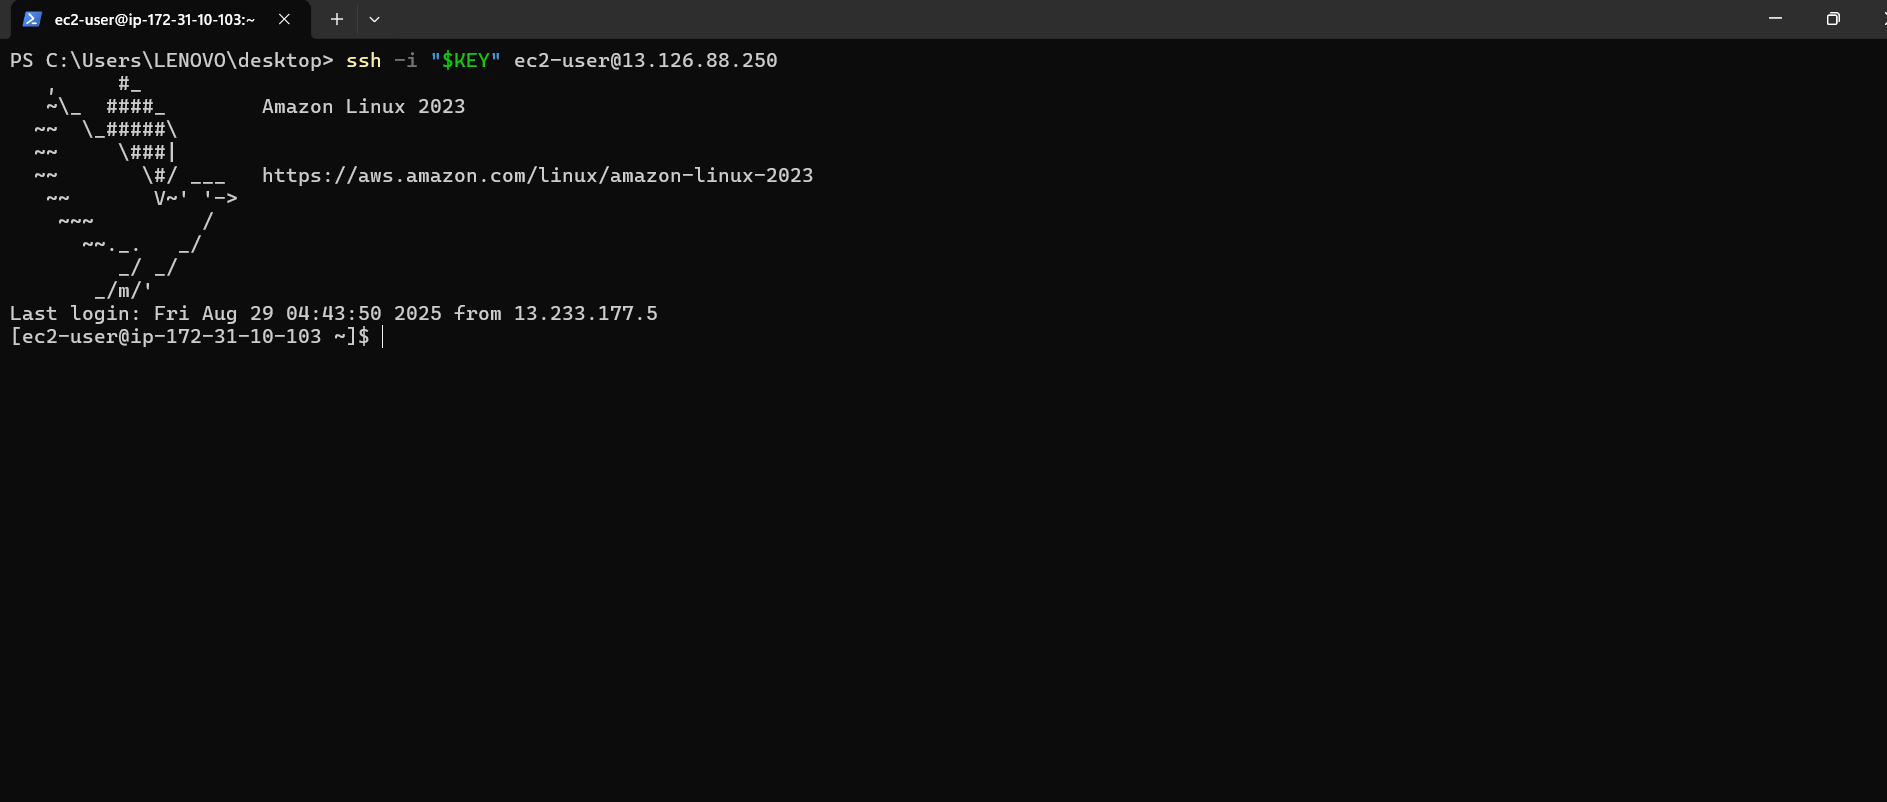 ec2-user@ip-172-31-10-103:~
PS C:\Users\LENOVO\desktop> ssh -i "$KEY" ec2-user@13.126.88.250
   ,     #_
   ~\_  ####_        Amazon Linux 2023
  ~~  \_#####\
  ~~     \###|
  ~~       \#/ ___   https://aws.amazon.com/linux/amazon-linux-2023
   ~~       V~' '->
    ~~~         /
      ~~._.   _/
         _/ _/
       _/m/'
Last login: Fri Aug 29 04:43:50 2025 from 13.233.177.5
[ec2-user@ip-172-31-10-103 ~]$